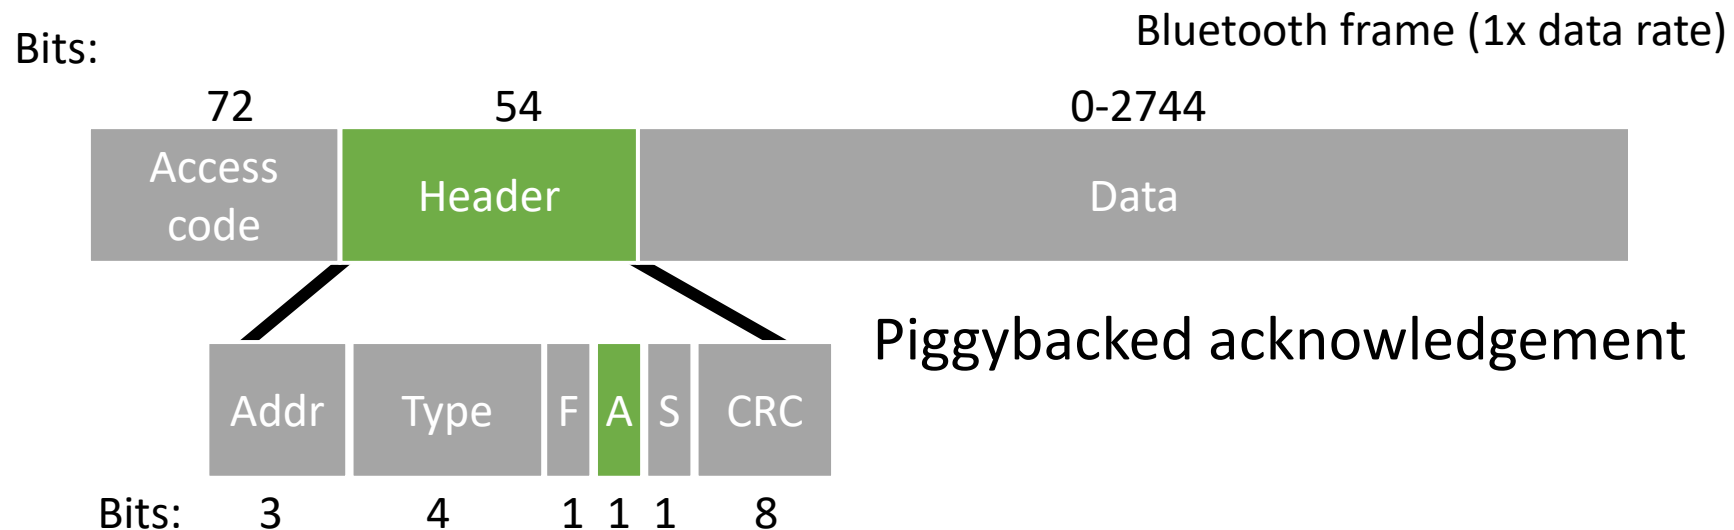 Bluetooth frame (1x data rate)
Bits:
72 54 0-2744
Access
code
Header
Data
Piggybacked acknowledgement
Addr Type F A S CRC
Bits: 3 4 1 1 1 8